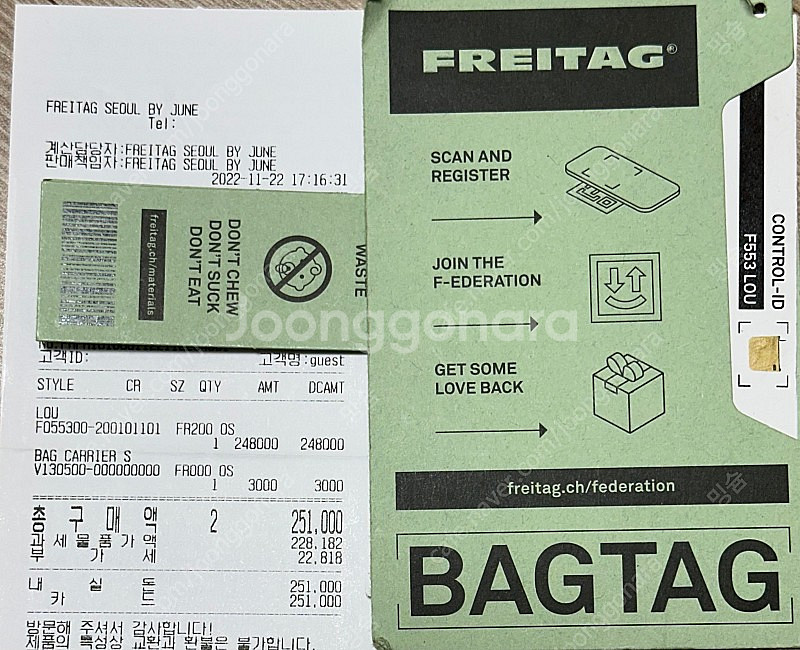 FREITAG SEOUL BY JUNE
Tel:
계산담당자:FREITAG SEOUL BY JUNE
판매책임자:FREITAG SEOUL BY JUNE
2022-11-22 17:16:31
freitag.ch/materials
DON'T CHEW
DON'T SUCK
DON'T EAT
WASTE
고객ID: 고객명:guest
STYLE CR SZ QTY AMT DCAMT
LOU
F055300-200101101 FR200 OS
1 248000 248000
BAG CARRIER S
V130500-000000000 FR000 OS
1 3000 3000
총 구 매 액 2 251,000
과 세 물 품 가 액 228,182
부 가 세 22,818
내 실 돈 251,000
카 드 251,000
방문해 주셔서 감사합니다!
제품의 특성상 교환과 환불은 불가합니다.
FREITAG®
SCAN AND
REGISTER
JOIN THE
F-EDERATION
GET SOME
LOVE BACK
freitag.ch/federation
BAGTAG
CONTROL-ID
F553 LOU
Joonggonara